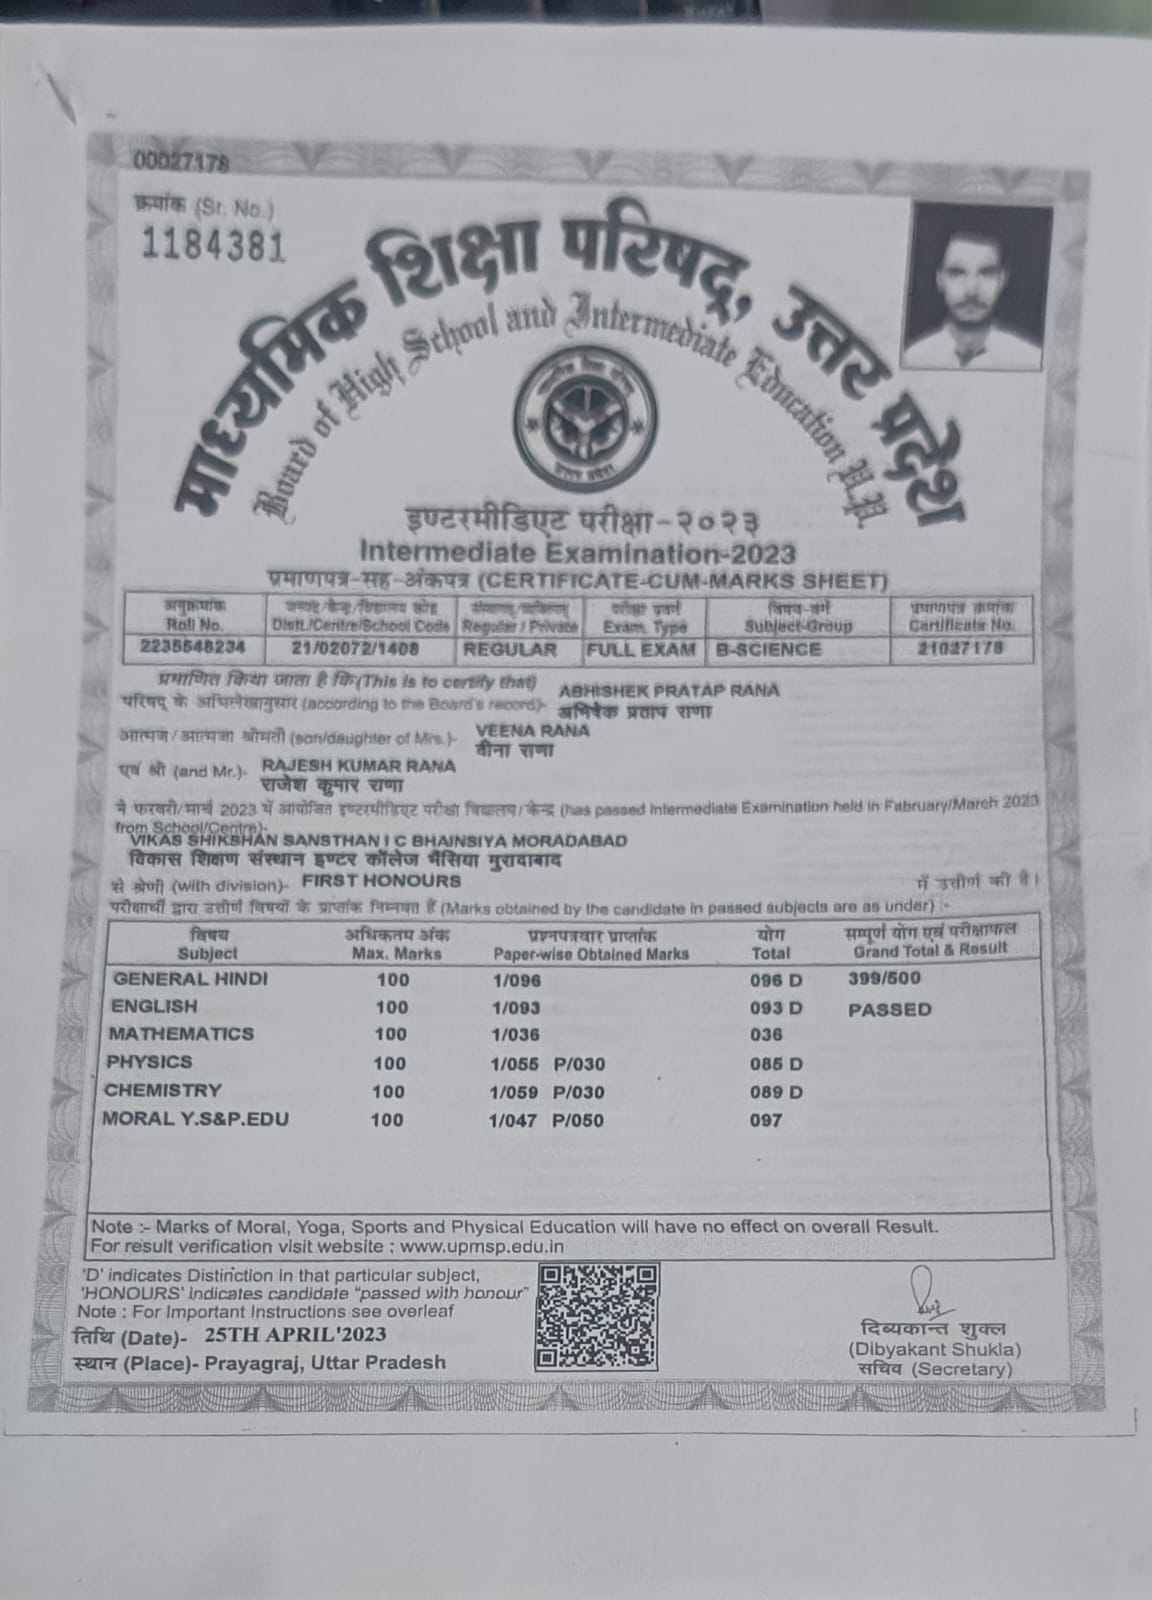 00027178
क्रमांक (Sr. No.)
1184381
माध्यमिक शिक्षा परिषद्, उत्तर प्रदेश
Board of High School and Intermediate Education U.P.
इण्टरमीडिएट परीक्षा-२०२३
Intermediate Examination-2023
प्रमाणपत्र-सह-अंकपत्र (CERTIFICATE-CUM-MARKS SHEET)
अनुक्रमांक जनपद/केन्द्र/विद्यालय कोड संस्थागत/व्यक्तिगत परीक्षा प्रकार विषय-वर्ग प्रमाणपत्र क्रमांक
Roll No. Distt./Centre/School Code Regular / Private Exam. Type Subject-Group Certificate No.
2235548234 21/02072/1408 REGULAR FULL EXAM B-SCIENCE 21027178
प्रमाणित किया जाता है कि(This is to certify that)
ABHISHEK PRATAP RANA
परिषद् के अभिलेखानुसार (according to the Board's record)- अभिषेक प्रताप राणा
VEENA RANA
आत्मज/आत्मजा श्रीमती (son/daughter of Mrs.)- वीना राणा
एवं श्री (and Mr.)- RAJESH KUMAR RANA
राजेश कुमार राणा
ने फरवरी/मार्च 2023 में आयोजित इण्टरमीडिएट परीक्षा विद्यालय/केन्द्र (has passed Intermediate Examination held in February/March 2023
from School/Centre)-
VIKAS SHIKSHAN SANSTHAN I C BHAINSIYA MORADABAD
विकास शिक्षण संस्थान इण्टर कॉलेज भैंसिया मुरादाबाद
से श्रेणी (with division)- FIRST HONOURS में उत्तीर्ण की है।
परीक्षार्थी द्वारा उत्तीर्ण विषयों के प्राप्तांक निम्नवत हैं (Marks obtained by the candidate in passed subjects are as under) :-
विषय अधिकतम अंक प्रश्नपत्रवार प्राप्तांक योग सम्पूर्ण योग एवं परीक्षाफल
Subject Max. Marks Paper-wise Obtained Marks Total Grand Total & Result
GENERAL HINDI 100 1/096 096 D 399/500
ENGLISH 100 1/093 093 D PASSED
MATHEMATICS 100 1/036 036
PHYSICS 100 1/055 P/030 085 D
CHEMISTRY 100 1/059 P/030 089 D
MORAL Y.S&P.EDU 100 1/047 P/050 097
Note :- Marks of Moral, Yoga, Sports and Physical Education will have no effect on overall Result.
For result verification visit website : www.upmsp.edu.in
'D' indicates Distinction in that particular subject,
'HONOURS' indicates candidate "passed with honour"
Note : For Important Instructions see overleaf
तिथि (Date)- 25TH APRIL'2023
स्थान (Place)- Prayagraj, Uttar Pradesh
दिब्यकान्त शुक्ल
(Dibyakant Shukla)
सचिव (Secretary)